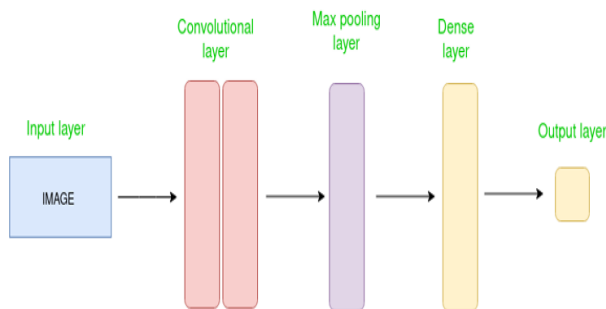 Convolutional
layer
Max pooling
layer
Dense
layer
Input layer
Output layer
IMAGE